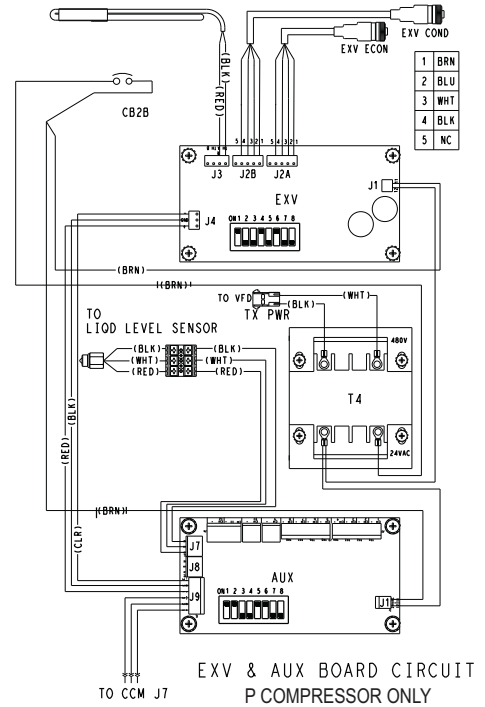 EXV COND
EXV ECON
1 BRN
2 BLU
3 WHT
4 BLK
5 NC
(BLK)
(RED)
CB2B
5 4 3 2 1
5 4 3 2 1
J3
J2B
J2A
EXV
J1
J4
ON 1 2 3 4 5 6 7 8
(BRN)
(BRN)
TO VFD
(BLK)
(WHT)
TX PWR
TO
LIQD LEVEL SENSOR
(BLK)
(BLK)
(WHT)
(WHT)
(RED)
(RED)
480V
T4
24VAC
(RED)
(BLK)
(CLR)
(BRN)
J7
J8
J9
AUX
ON 1 2 3 4 5 6 7 8
J1
TO CCM J7
EXV & AUX BOARD CIRCUIT
P COMPRESSOR ONLY